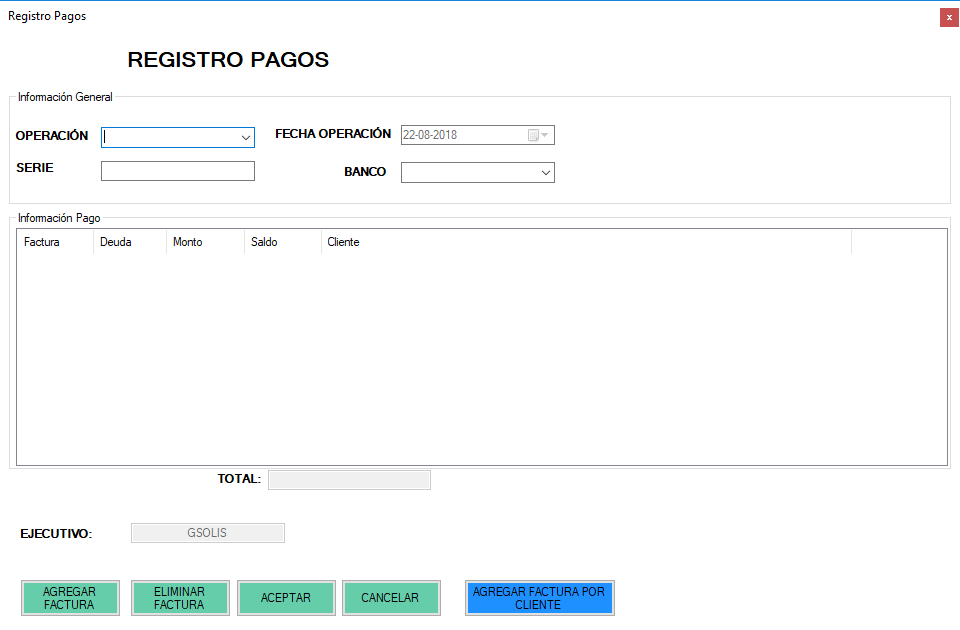 Registro Pagos
x
REGISTRO PAGOS
Información General
OPERACIÓN
FECHA OPERACIÓN 22-08-2018
SERIE
BANCO
Información Pago
Factura Deuda Monto Saldo Cliente
TOTAL:
EJECUTIVO: GSOLIS
AGREGAR
FACTURA
ELIMINAR
FACTURA
ACEPTAR
CANCELAR
AGREGAR FACTURA POR
CLIENTE